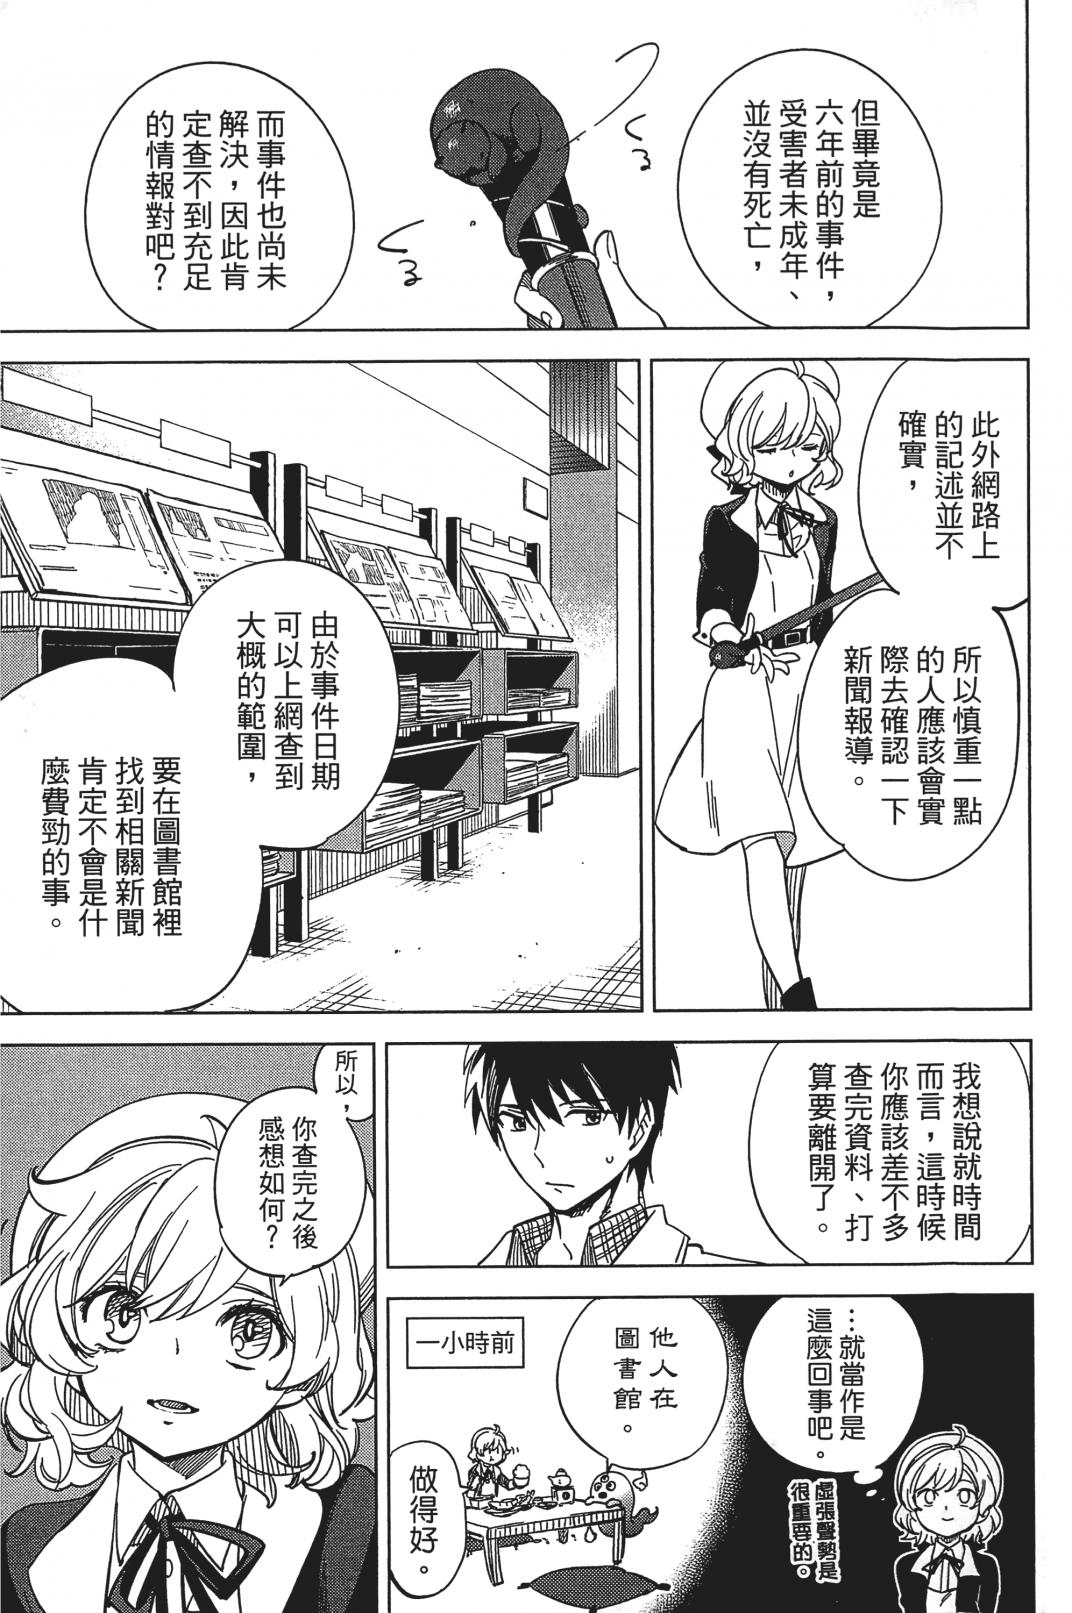 但畢竟是
六年前的事件，
受害者未成年、
並沒有死亡，
而事件也尚未
解決，因此肯
定查不到充足
的情報對吧？
此外網路上
的記述並不
確實，
所以慎重一點
的人應該會實
際去確認一下
新聞報導。
由於事件日期
可以上網查到
大概的範圍，
要在圖書館裡
找到相關新聞
肯定不會是什
麼費勁的事。
我想說就時間
而言，這時候
你應該差不多
查完資料、打
算要離開了。
所以，
你查完之後
感想如何？
…就當作是
這麼回事吧。
虛張聲勢是
很重要的。
一小時前
他人在
圖書館。
做得好。